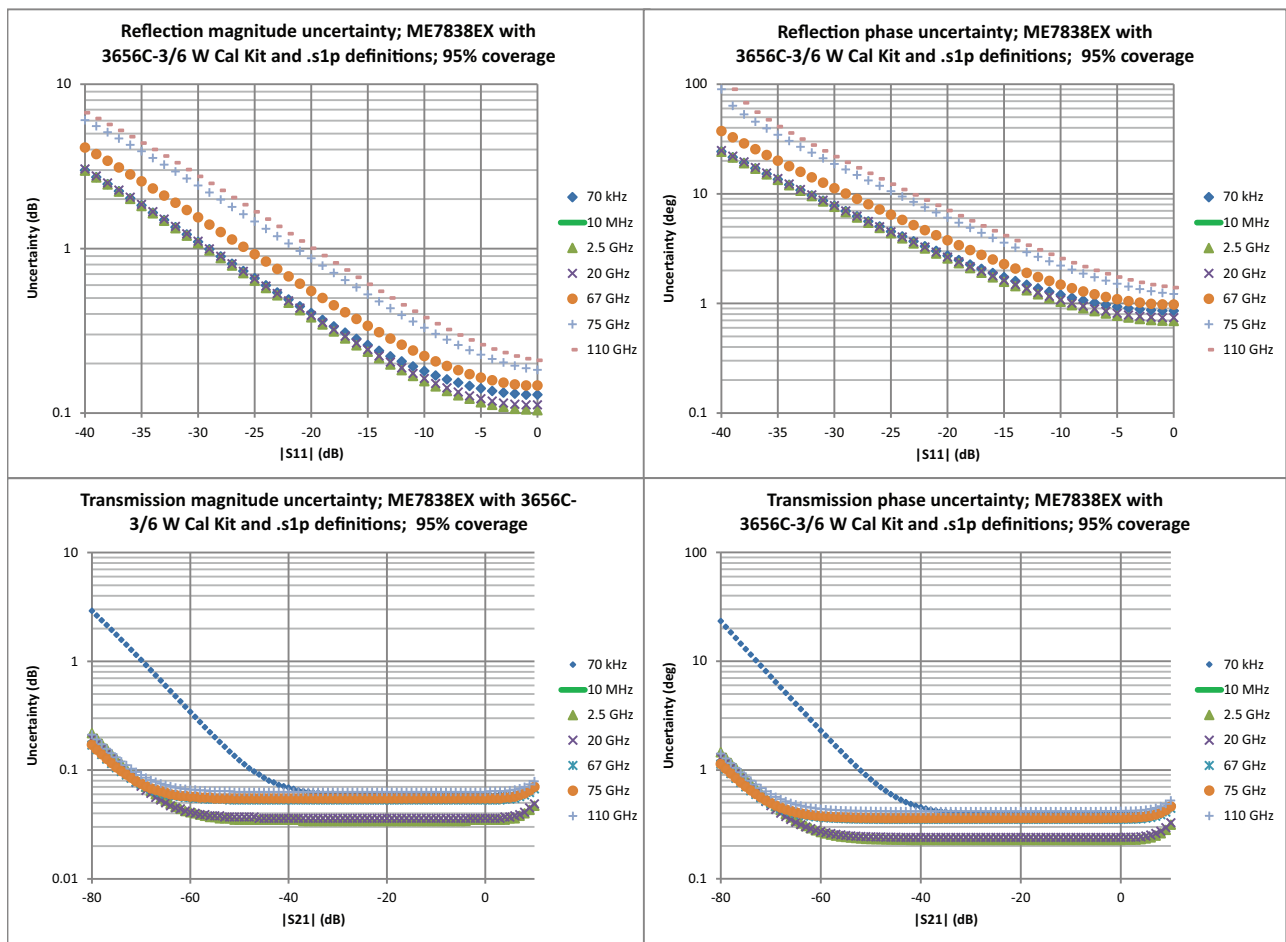 Reflection magnitude uncertainty; ME7838EX with
3656C-3/6 W Cal Kit and .s1p definitions; 95% coverage
10
1
0.1
Uncertainty (dB)
-40 -35 -30 -25 -20 -15 -10 -5 0
|S11| (dB)
70 kHz
10 MHz
2.5 GHz
20 GHz
67 GHz
75 GHz
110 GHz
Reflection phase uncertainty; ME7838EX with
3656C-3/6 W Cal Kit and .s1p definitions; 95% coverage
100
10
1
0.1
Uncertainty (deg)
-40 -35 -30 -25 -20 -15 -10 -5 0
|S11| (dB)
70 kHz
10 MHz
2.5 GHz
20 GHz
67 GHz
75 GHz
110 GHz
Transmission magnitude uncertainty; ME7838EX with 3656C-
3/6 W Cal Kit and .s1p definitions; 95% coverage
10
1
0.1
0.01
Uncertainty (dB)
-80 -60 -40 -20 0
|S21| (dB)
70 kHz
10 MHz
2.5 GHz
20 GHz
67 GHz
75 GHz
110 GHz
Transmission phase uncertainty; ME7838EX with
3656C-3/6 W Cal Kit and .s1p definitions; 95% coverage
100
10
1
0.1
Uncertainty (deg)
-80 -60 -40 -20 0
|S21| (dB)
70 kHz
10 MHz
2.5 GHz
20 GHz
67 GHz
75 GHz
110 GHz